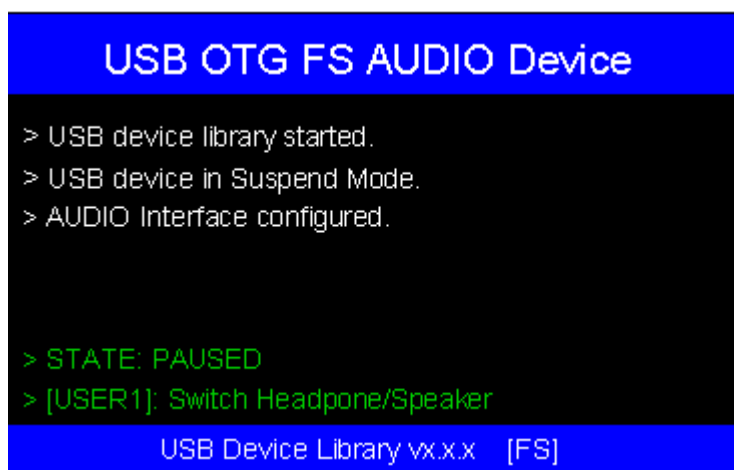 USB OTG FS AUDIO Device
> USB device library started.
> USB device in Suspend Mode.
> AUDIO Interface configured.
> STATE: PAUSED
> [USER1]: Switch Headpone/Speaker
USB Device Library vx.x.x [FS]